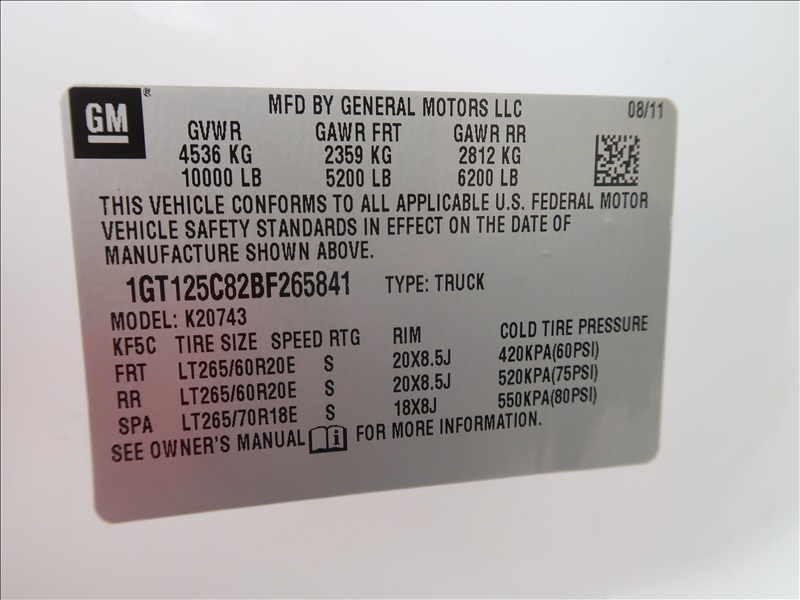 GM®
MFD BY GENERAL MOTORS LLC 08/11
GVWR GAWR FRT GAWR RR
4536 KG 2359 KG 2812 KG
10000 LB 5200 LB 6200 LB
THIS VEHICLE CONFORMS TO ALL APPLICABLE U.S. FEDERAL MOTOR
VEHICLE SAFETY STANDARDS IN EFFECT ON THE DATE OF
MANUFACTURE SHOWN ABOVE.
1GT125C82BF265841 TYPE: TRUCK
MODEL: K20743
KF5C TIRE SIZE SPEED RTG RIM COLD TIRE PRESSURE
FRT LT265/60R20E S 20X8.5J 420KPA(60PSI)
RR LT265/60R20E S 20X8.5J 520KPA(75PSI)
SPA LT265/70R18E S 18X8J 550KPA(80PSI)
SEE OWNER'S MANUAL i FOR MORE INFORMATION.